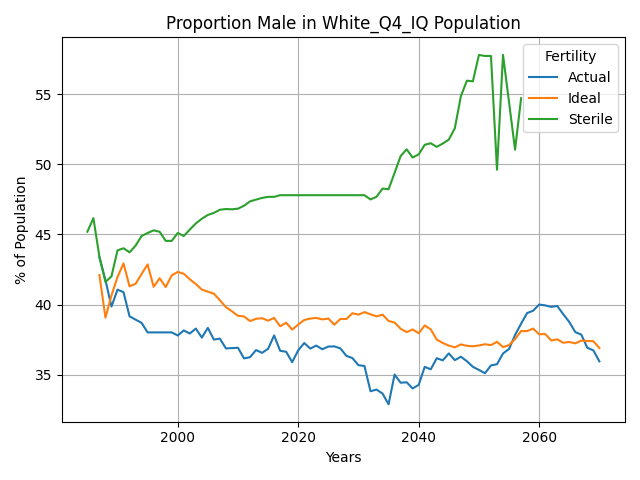 Proportion Male in White_Q4_IQ Population
Fertility
Actual
Ideal
Sterile
% of Population
55
50
45
40
35
2000
2020
2040
2060
Years